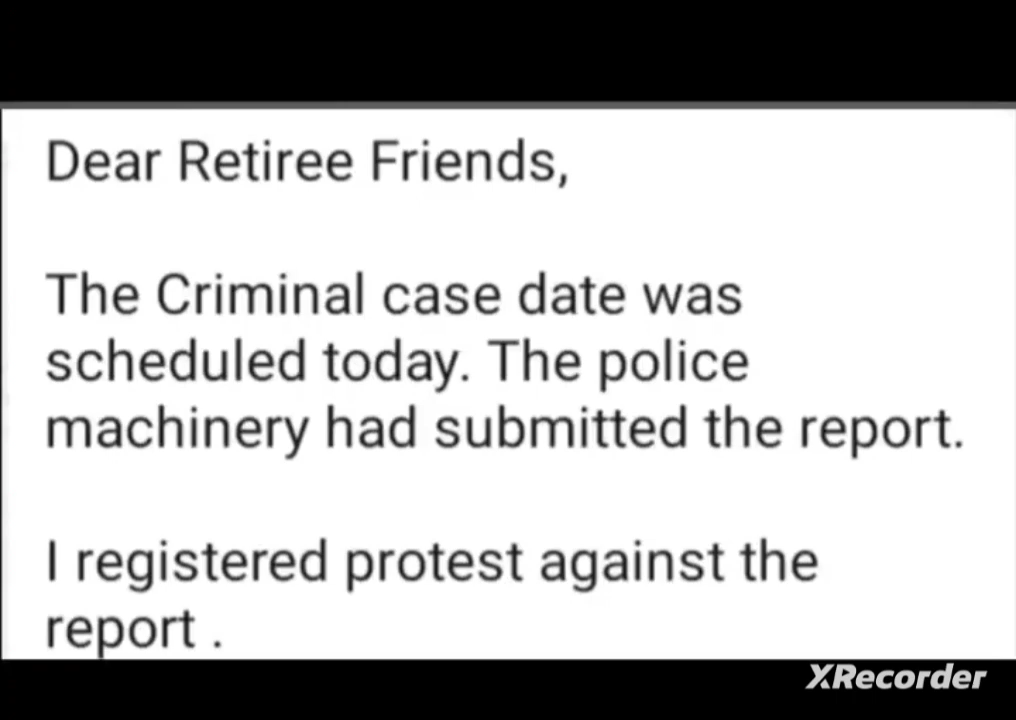 Dear Retiree Friends,
The Criminal case date was
scheduled today. The police
machinery had submitted the report.
I registered protest against the
report .
XRecorder